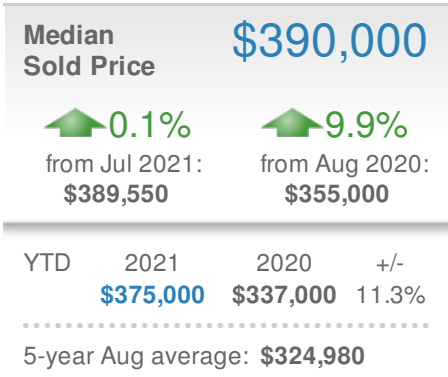 Median
Sold Price
$390,000
0.1% 9.9%
from Jul 2021: from Aug 2020:
$389,550 $355,000
YTD 2021 2020 +/-
$375,000 $337,000 11.3%
5-year Aug average: $324,980